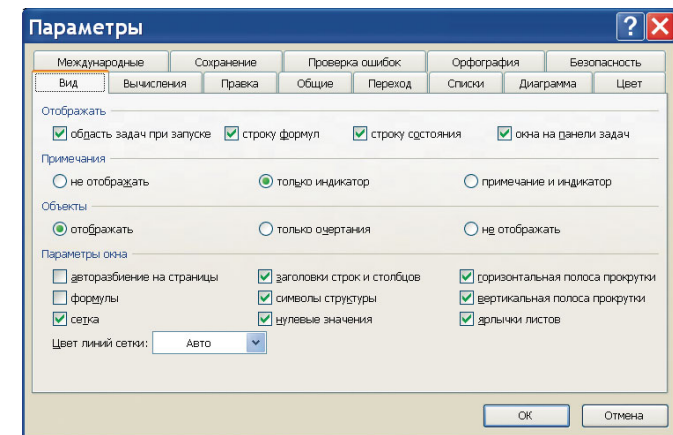 Параметры
Международные Сохранение Проверка ошибок Орфография Безопасность
Вид Вычисления Правка Общие Переход Списки Диаграмма Цвет
Отображать
область задач при запуске строку формул строку состояния окна на панели задач
Примечания
не отображать только индикатор примечание и индикатор
Объекты
отображать только очертания не отображать
Параметры окна
авторазбиение на страницы заголовки строк и столбцов горизонтальная полоса прокрутки
формулы символы структуры вертикальная полоса прокрутки
сетка нулевые значения ярлычки листов
Цвет линий сетки: Авто
ОК Отмена